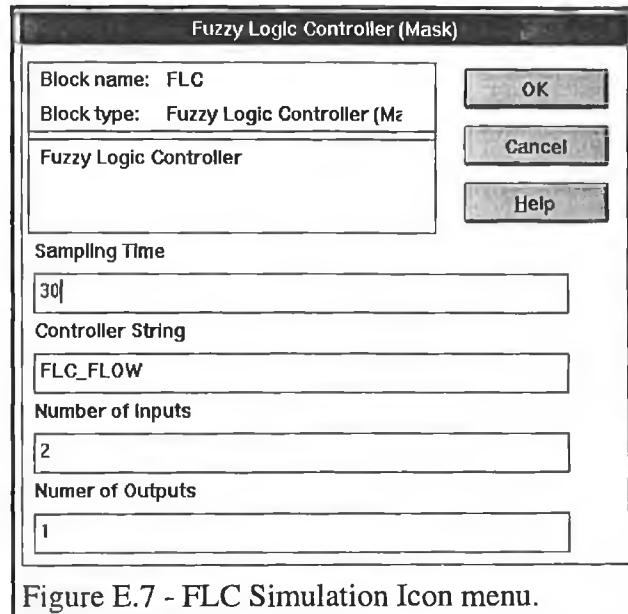 Fuzzy Logic Controller (Mask)
Block name: FLC
Block type: Fuzzy Logic Controller (Ma
Fuzzy Logic Controller
OK
Cancel
Help
Sampling Time
30
Controller String
FLC_FLOW
Number of Inputs
2
Numer of Outputs
1
Figure E.7 - FLC Simulation Icon menu.